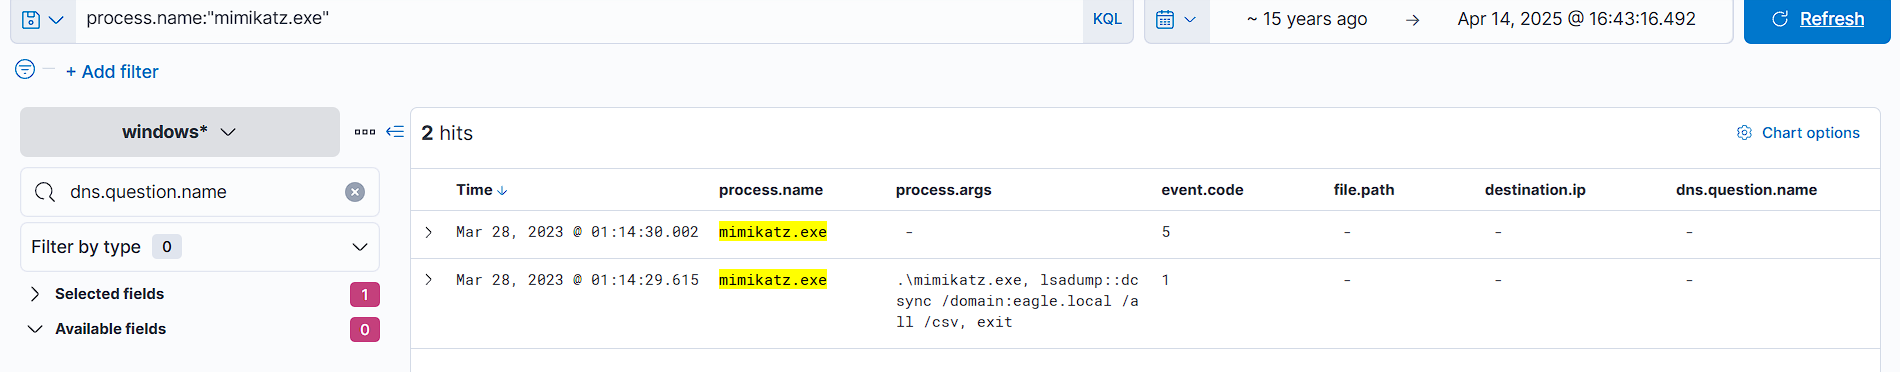 process.name:"mimikatz.exe" KQL ~ 15 years ago → Apr 14, 2025 @ 16:43:16.492 Refresh
+ Add filter
windows*
2 hits Chart options
dns.question.name
Filter by type 0
Selected fields 1
Available fields 0
Time ↓ process.name process.args event.code file.path destination.ip dns.question.name
Mar 28, 2023 @ 01:14:30.002 mimikatz.exe - 5 - - -
Mar 28, 2023 @ 01:14:29.615 mimikatz.exe .\mimikatz.exe, lsadump::dc 1 - - -
sync /domain:eagle.local /a
ll /csv, exit